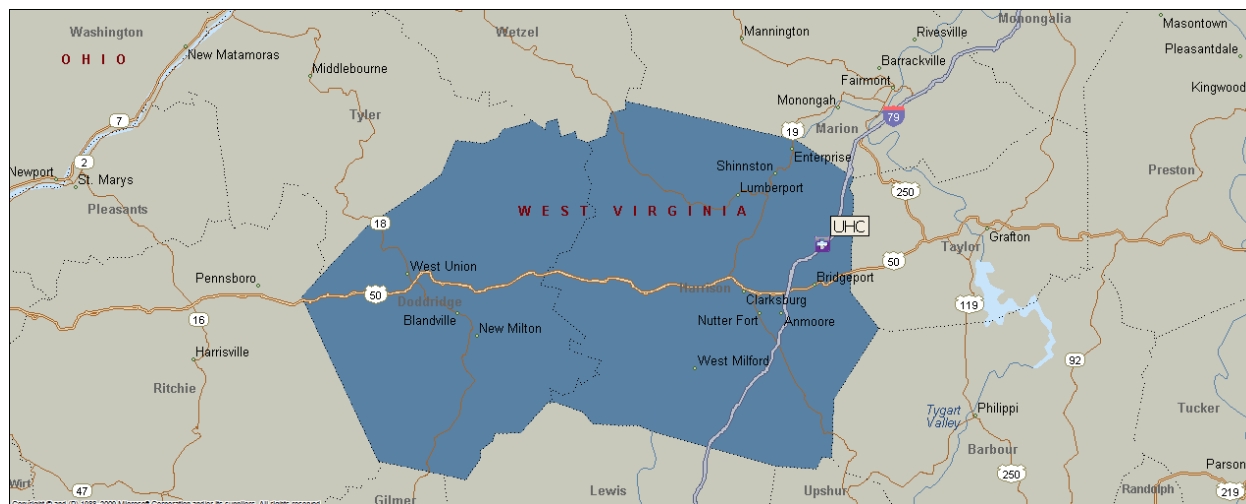 Washington
OHIO
New Matamoras
Middlebourne
Tyler
Wetzel
Mannington
Rivesville
Monongalia
Masontown
Pleasantdale
Barrackville
Fairmont
Kingwood
Monongah
79
Marion
7
2
Newport
St. Marys
Pleasants
19
Enterprise
Shinnston
Lumberport
250
Preston
WEST VIRGINIA
18
UHC
Taylor
Grafton
50
Pennsboro
West Union
Bridgeport
50
Doddridge
Harrison
Clarksburg
Blandville
New Milton
Nutter Fort
Anmoore
119
16
Harrisville
West Milford
92
Ritchie
Tygart
Valley
Philippi
Tucker
Barbour
Wirt
47
Gilmer
Lewis
Upshur
250
Randolph
Parson
219